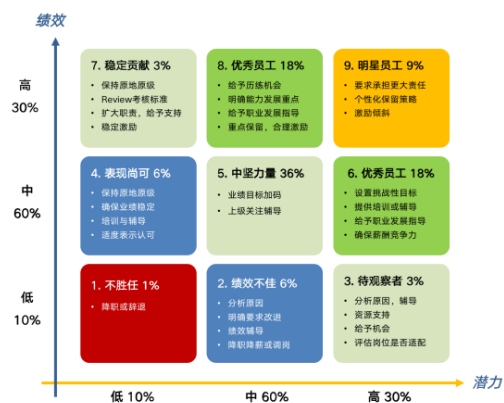 绩效
高
30%
7. 稳定贡献 3%
保持原地原级
Review考核标准
扩大职责，给予支持
稳定激励
8. 优秀员工 18%
给予历练机会
明确能力发展重点
给予职业发展指导
重点保留，合理激励
9. 明星员工 9%
要求承担更大责任
个性化保留策略
激励倾斜
中
60%
4. 表现尚可 6%
保持原地原级
确保业绩稳定
培训与辅导
适度表示认可
5. 中坚力量 36%
业绩目标加码
上级关注辅导
6. 优秀员工 18%
设置挑战性目标
提供培训或辅导
给予职业发展指导
确保薪酬竞争力
低
10%
1. 不胜任 1%
降职或辞退
2. 绩效不佳 6%
分析原因
明确要求改进
绩效辅导
降职降薪或调岗
3. 待观察者 3%
分析原因，辅导
资源支持
给予机会
评估岗位是否适配
低 10%
中 60%
高 30%
潜力